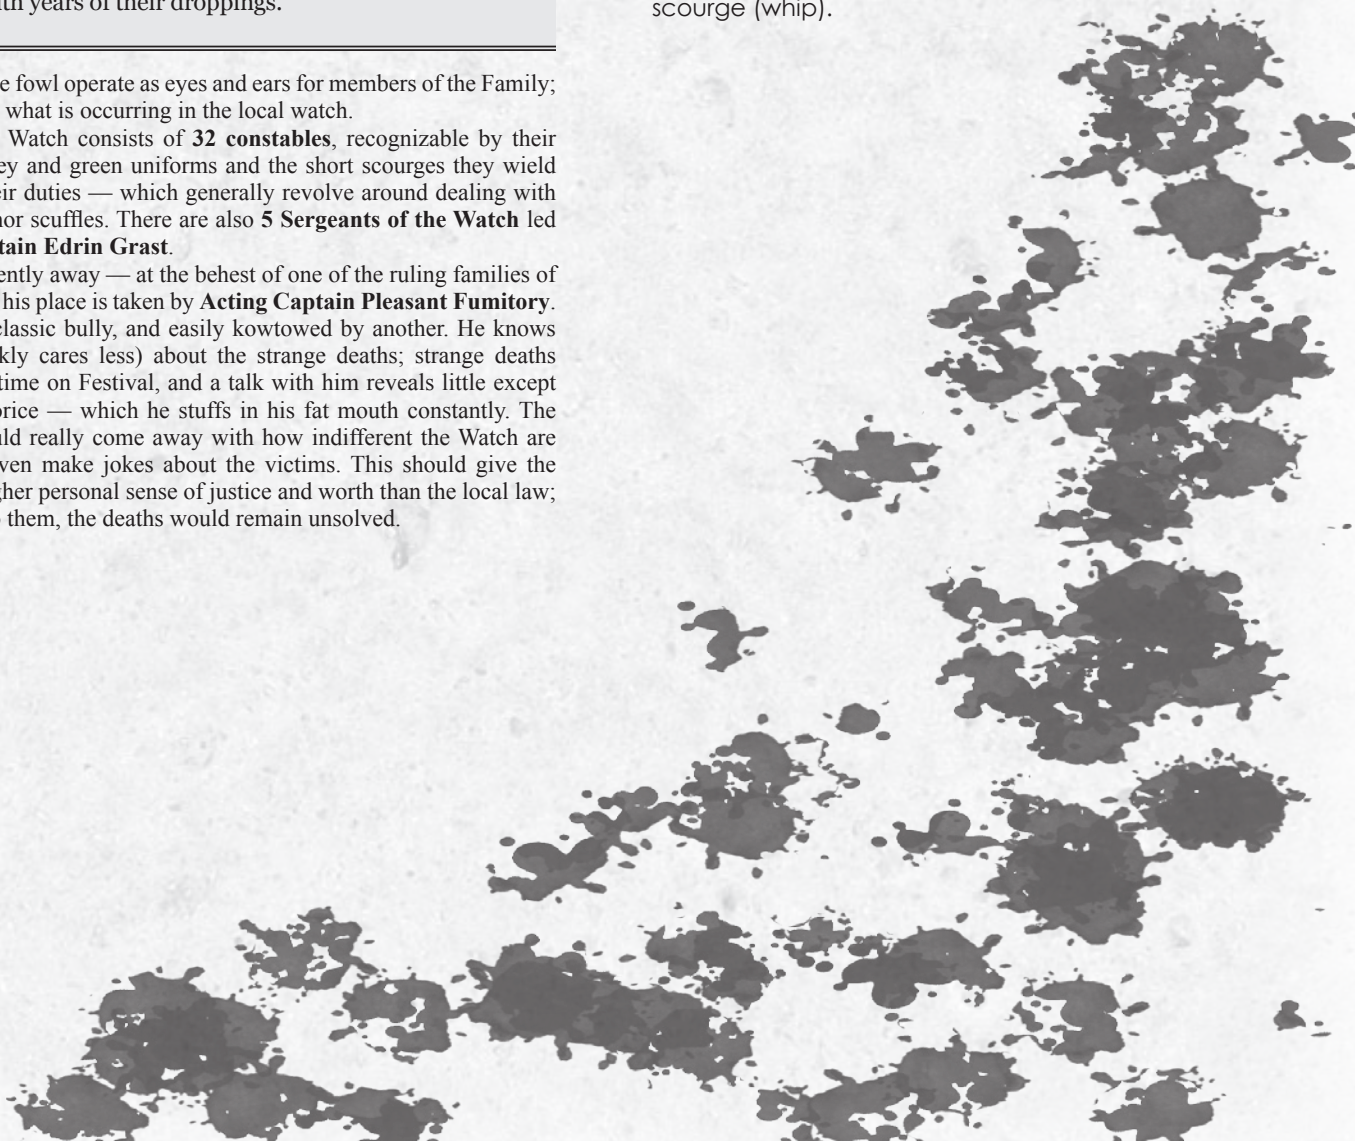 ith years of their droppings.
e fowl operate as eyes and ears for members of the Family;
what is occurring in the local watch.
Watch consists of 32 constables, recognizable by their
ey and green uniforms and the short scourges they wield
eir duties — which generally revolve around dealing with
nor scuffles. There are also 5 Sergeants of the Watch led
tain Edrin Grast.
ently away — at the behest of one of the ruling families of
his place is taken by Acting Captain Pleasant Fumitory.
classic bully, and easily kowtowed by another. He knows
kly cares less) about the strange deaths; strange deaths
time on Festival, and a talk with him reveals little except
orice — which he stuffs in his fat mouth constantly. The
uld really come away with how indifferent the Watch are
ven make jokes about the victims. This should give the
gher personal sense of justice and worth than the local law;
them, the deaths would remain unsolved.
scourge (whip).